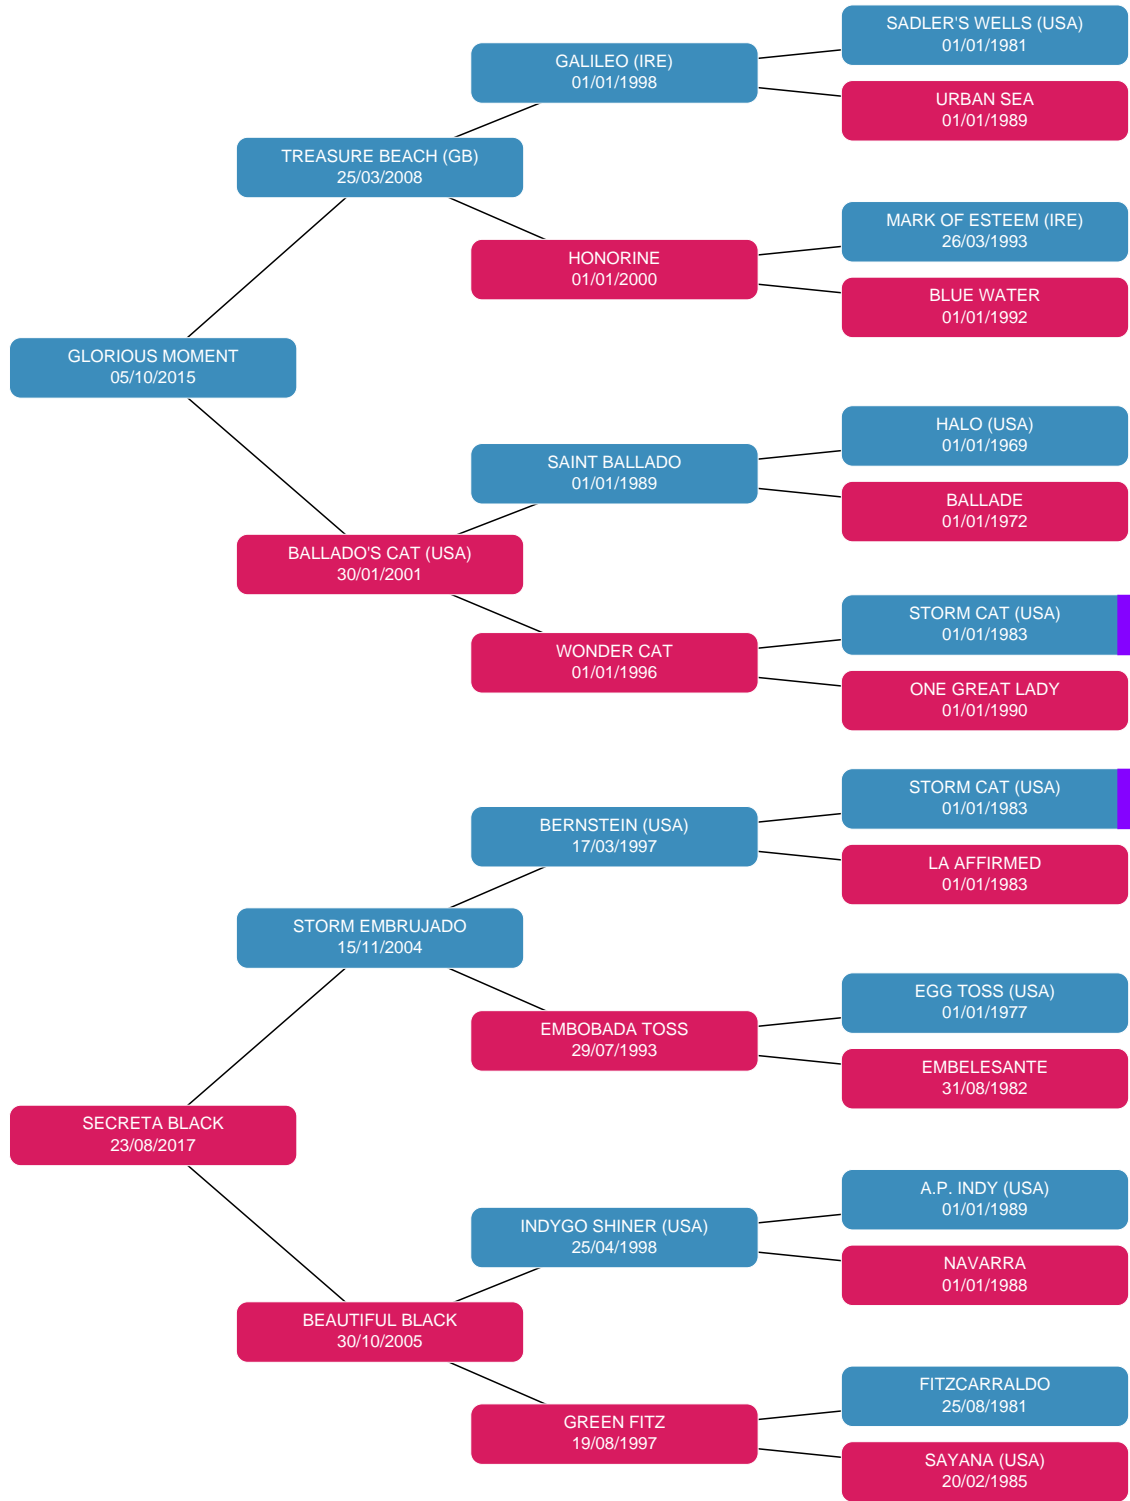 SADLER'S WELLS (USA)
01/01/1981
GALILEO (IRE)
01/01/1998
URBAN SEA
01/01/1989
TREASURE BEACH (GB)
25/03/2008
MARK OF ESTEEM (IRE)
26/03/1993
HONORINE
01/01/2000
BLUE WATER
01/01/1992
GLORIOUS MOMENT
05/10/2015
HALO (USA)
01/01/1969
SAINT BALLADO
01/01/1989
BALLADE
01/01/1972
BALLADO'S CAT (USA)
30/01/2001
STORM CAT (USA)
01/01/1983
WONDER CAT
01/01/1996
ONE GREAT LADY
01/01/1990
STORM CAT (USA)
01/01/1983
BERNSTEIN (USA)
17/03/1997
LA AFFIRMED
01/01/1983
STORM EMBRUJADO
15/11/2004
EGG TOSS (USA)
01/01/1977
EMBOBADA TOSS
29/07/1993
EMBELESANTE
31/08/1982
SECRETA BLACK
23/08/2017
A.P. INDY (USA)
01/01/1989
INDYGO SHINER (USA)
25/04/1998
NAVARRA
01/01/1988
BEAUTIFUL BLACK
30/10/2005
FITZCARRALDO
25/08/1981
GREEN FITZ
19/08/1997
SAYANA (USA)
20/02/1985